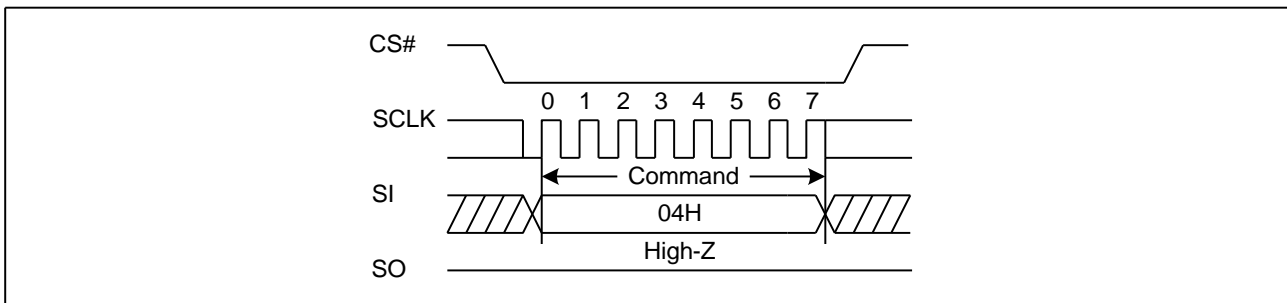 CS#
0 1 2 3 4 5 6 7
SCLK
Command
SI
04H
High-Z
SO